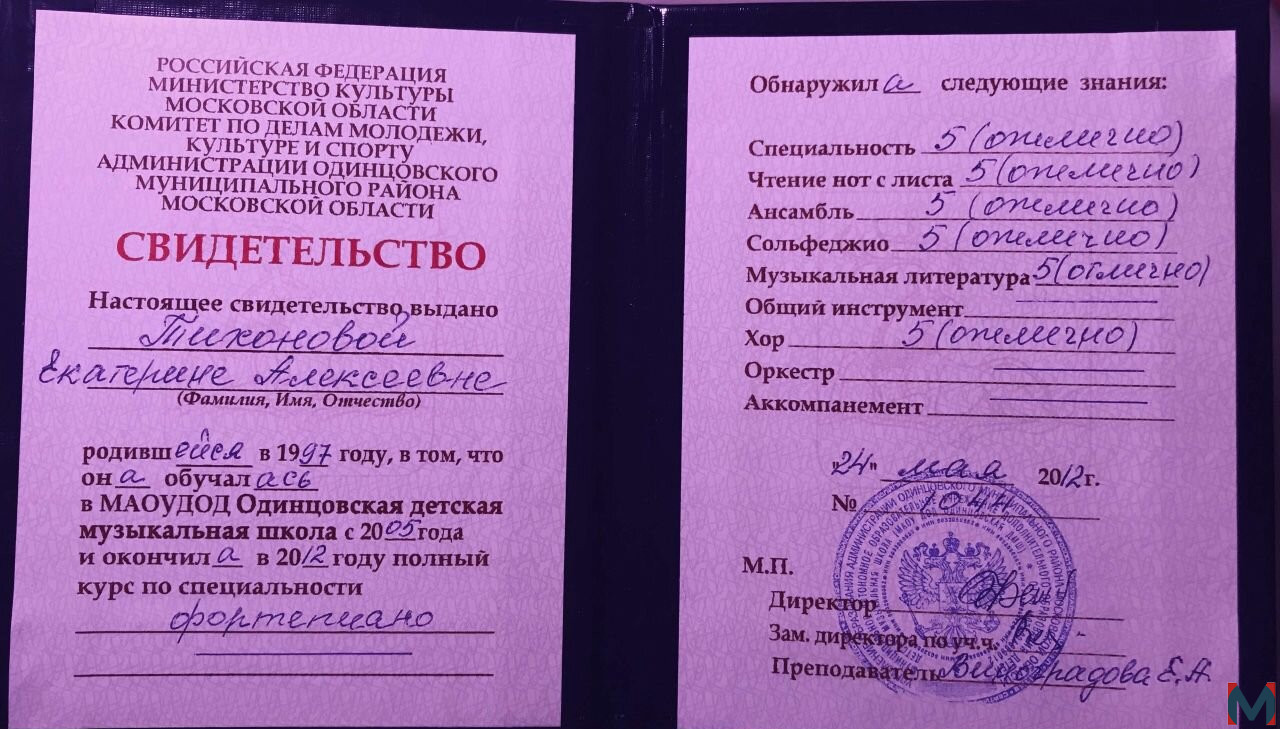 РОССИЙСКАЯ ФЕДЕРАЦИЯ
МИНИСТЕРСТВО КУЛЬТУРЫ
МОСКОВСКОЙ ОБЛАСТИ
КОМИТЕТ ПО ДЕЛАМ МОЛОДЕЖИ,
КУЛЬТУРЕ И СПОРТУ
АДМИНИСТРАЦИИ ОДИНЦОВСКОГО
МУНИЦИПАЛЬНОГО РАЙОНА
МОСКОВСКОЙ ОБЛАСТИ
СВИДЕТЕЛЬСТВО
Настоящее свидетельство выдано
Тихоновой
Екатерине Алексеевне
(Фамилия, Имя, Отчество)
родившейся в 1997 году, в том, что
она обучалась
в МАОУДОД Одинцовская детская
музыкальная школа с 2005 года
и окончила в 2012 году полный
курс по специальности
фортепиано
Обнаружила следующие знания:
Специальность 5 (отлично)
Чтение нот с листа 5 (отлично)
Ансамбль 5 (отлично)
Сольфеджио 5 (отлично)
Музыкальная литература 5 (отлично)
Общий инструмент
Хор 5 (отлично)
Оркестр
Аккомпанемент
"24" мая 2012 г.
№
М.П.
Директор
Зам. директора по уч.ч.
Преподаватель Виноградова Е.А.
М